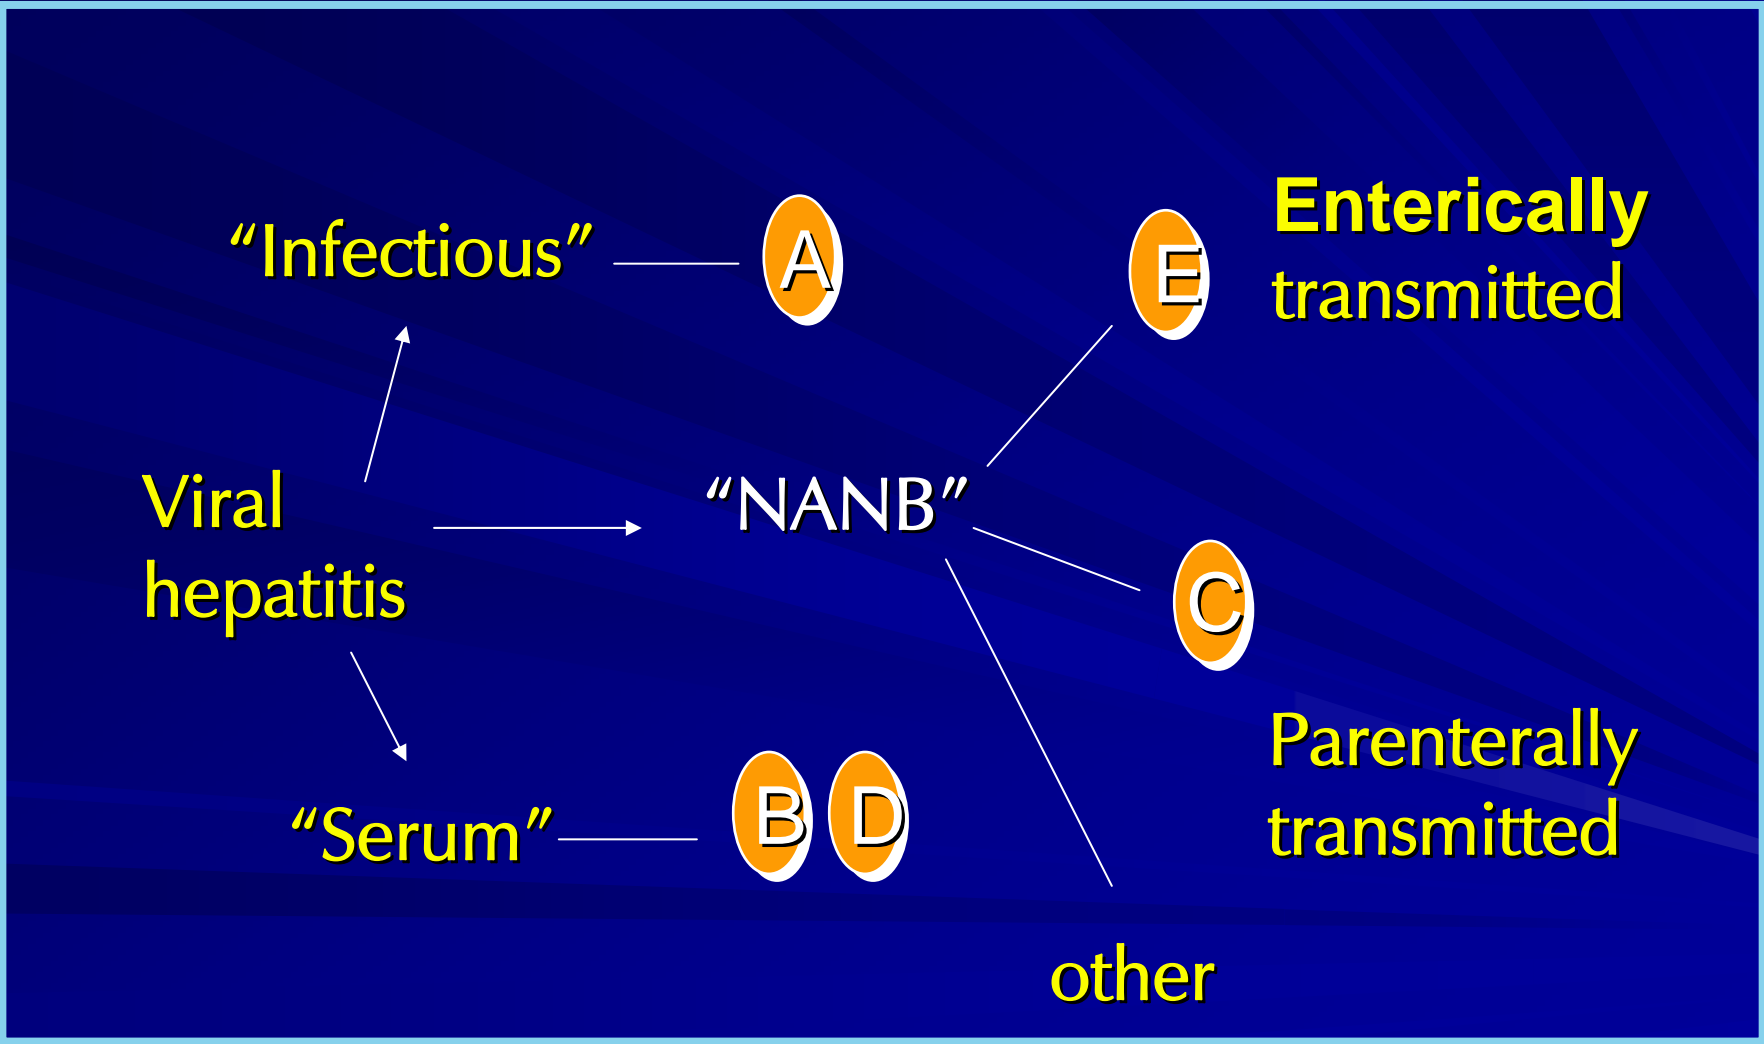 “Infectious”
A
E
Enterically
transmitted
Viral
hepatitis
“NANB”
C
Parenterally
transmitted
“Serum”
B
D
other